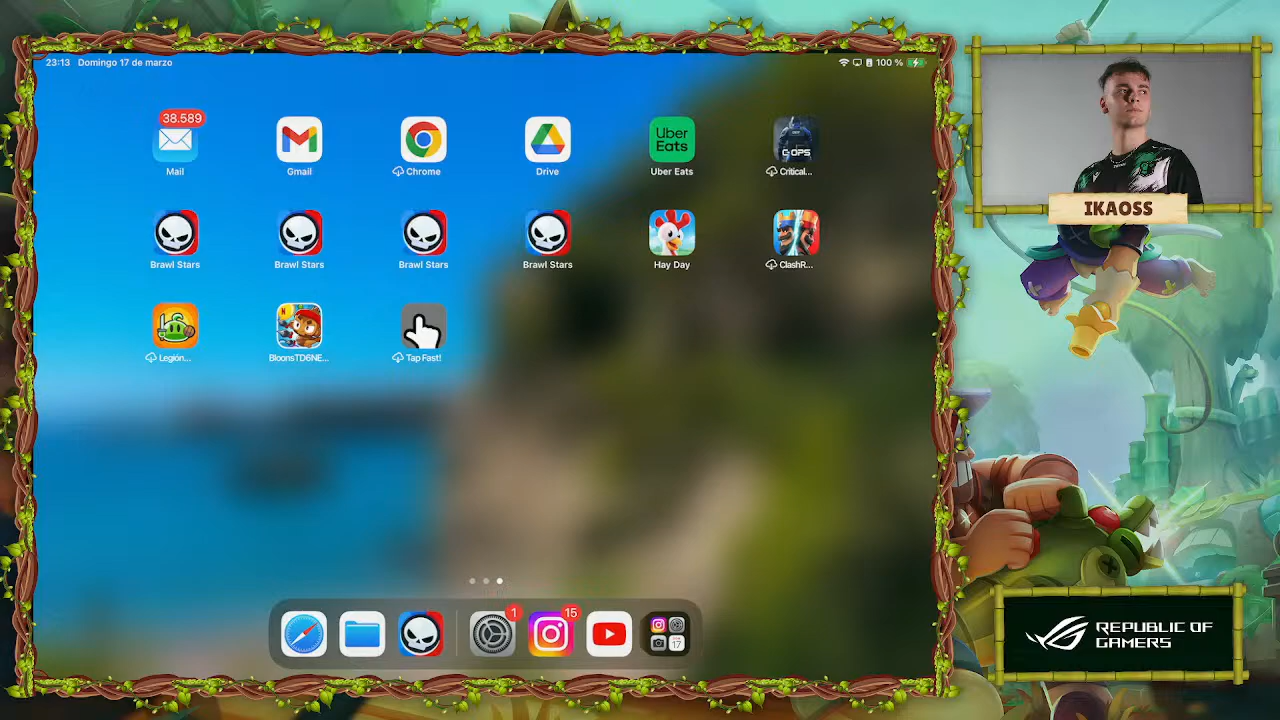 23:13 Domingo 17 de marzo
100 %
38.589
Mail
Gmail
Chrome
Drive
Uber Eats
Uber Eats
C-OPS
Critical...
Brawl Stars
Brawl Stars
Brawl Stars
Brawl Stars
Hay Day
ClashR...
Legión...
N
BloonsTD6NE...
Tap Fast!
1
15
17
IKAOSS
REPUBLIC OF
GAMERS